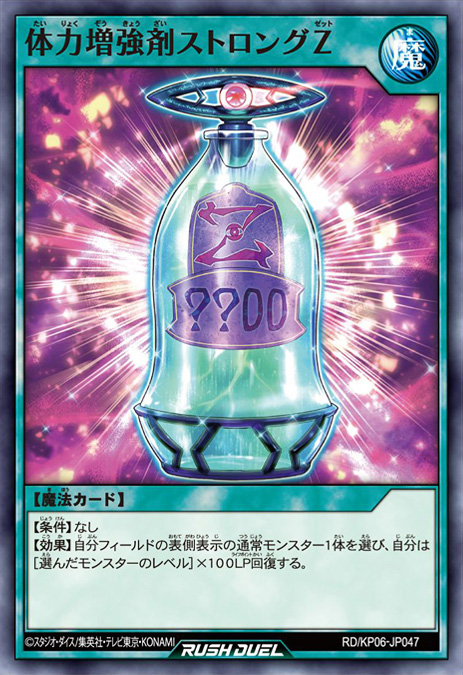 体力増強剤ストロングZ
魔
Z
??00
【魔法カード】
【条件】なし
【効果】自分フィールドの表側表示の通常モンスター1体を選び、自分は
[選んだモンスターのレベル]×100LP回復する。
©スタジオ・ダイス/集英社・テレビ東京・KONAMI
RUSH DUEL
RD/KP06-JP047